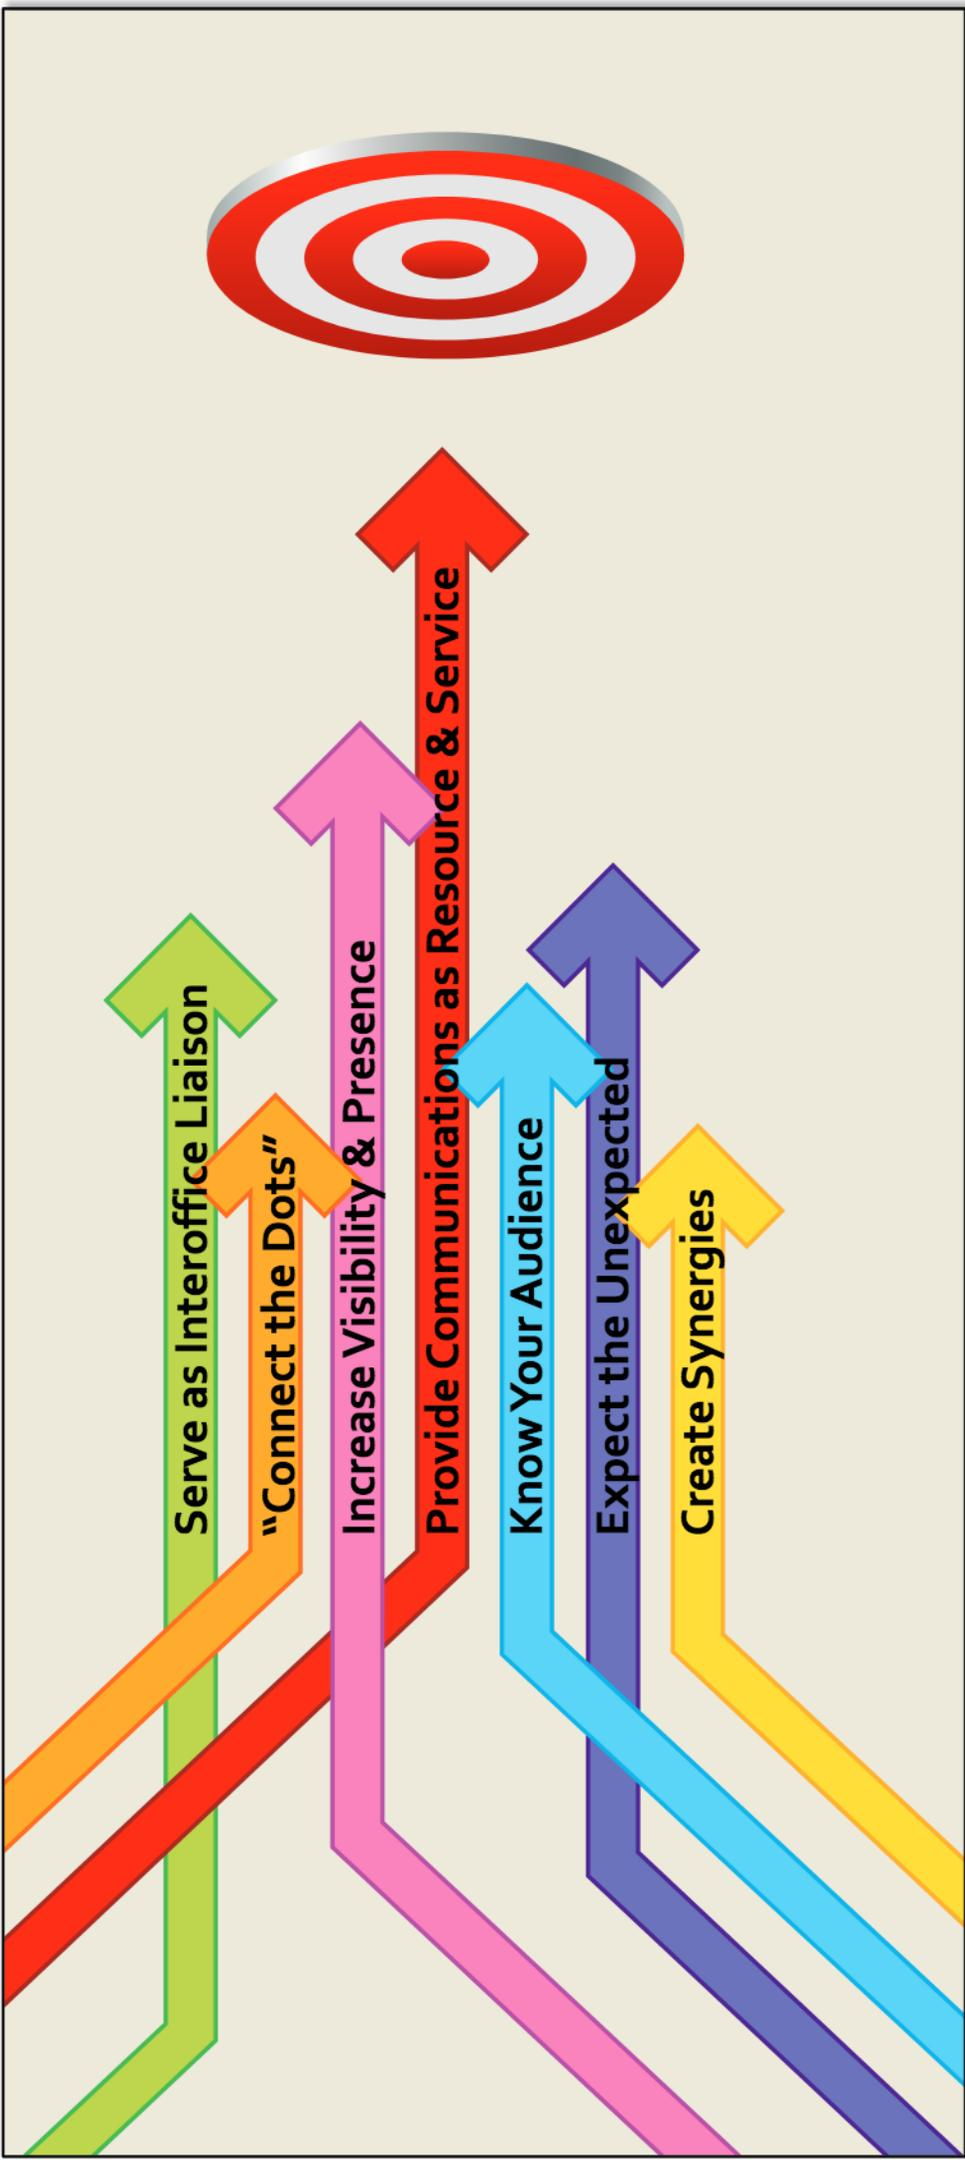 Serve as Interoffice Liaison
“Connect the Dots”
Increase Visibility & Presence
Provide Communications as Resource & Service
Know Your Audience
Expect the Unexpected
Create Synergies